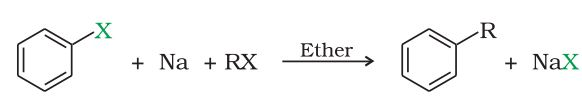 X + Na + RX Ether R + NaX